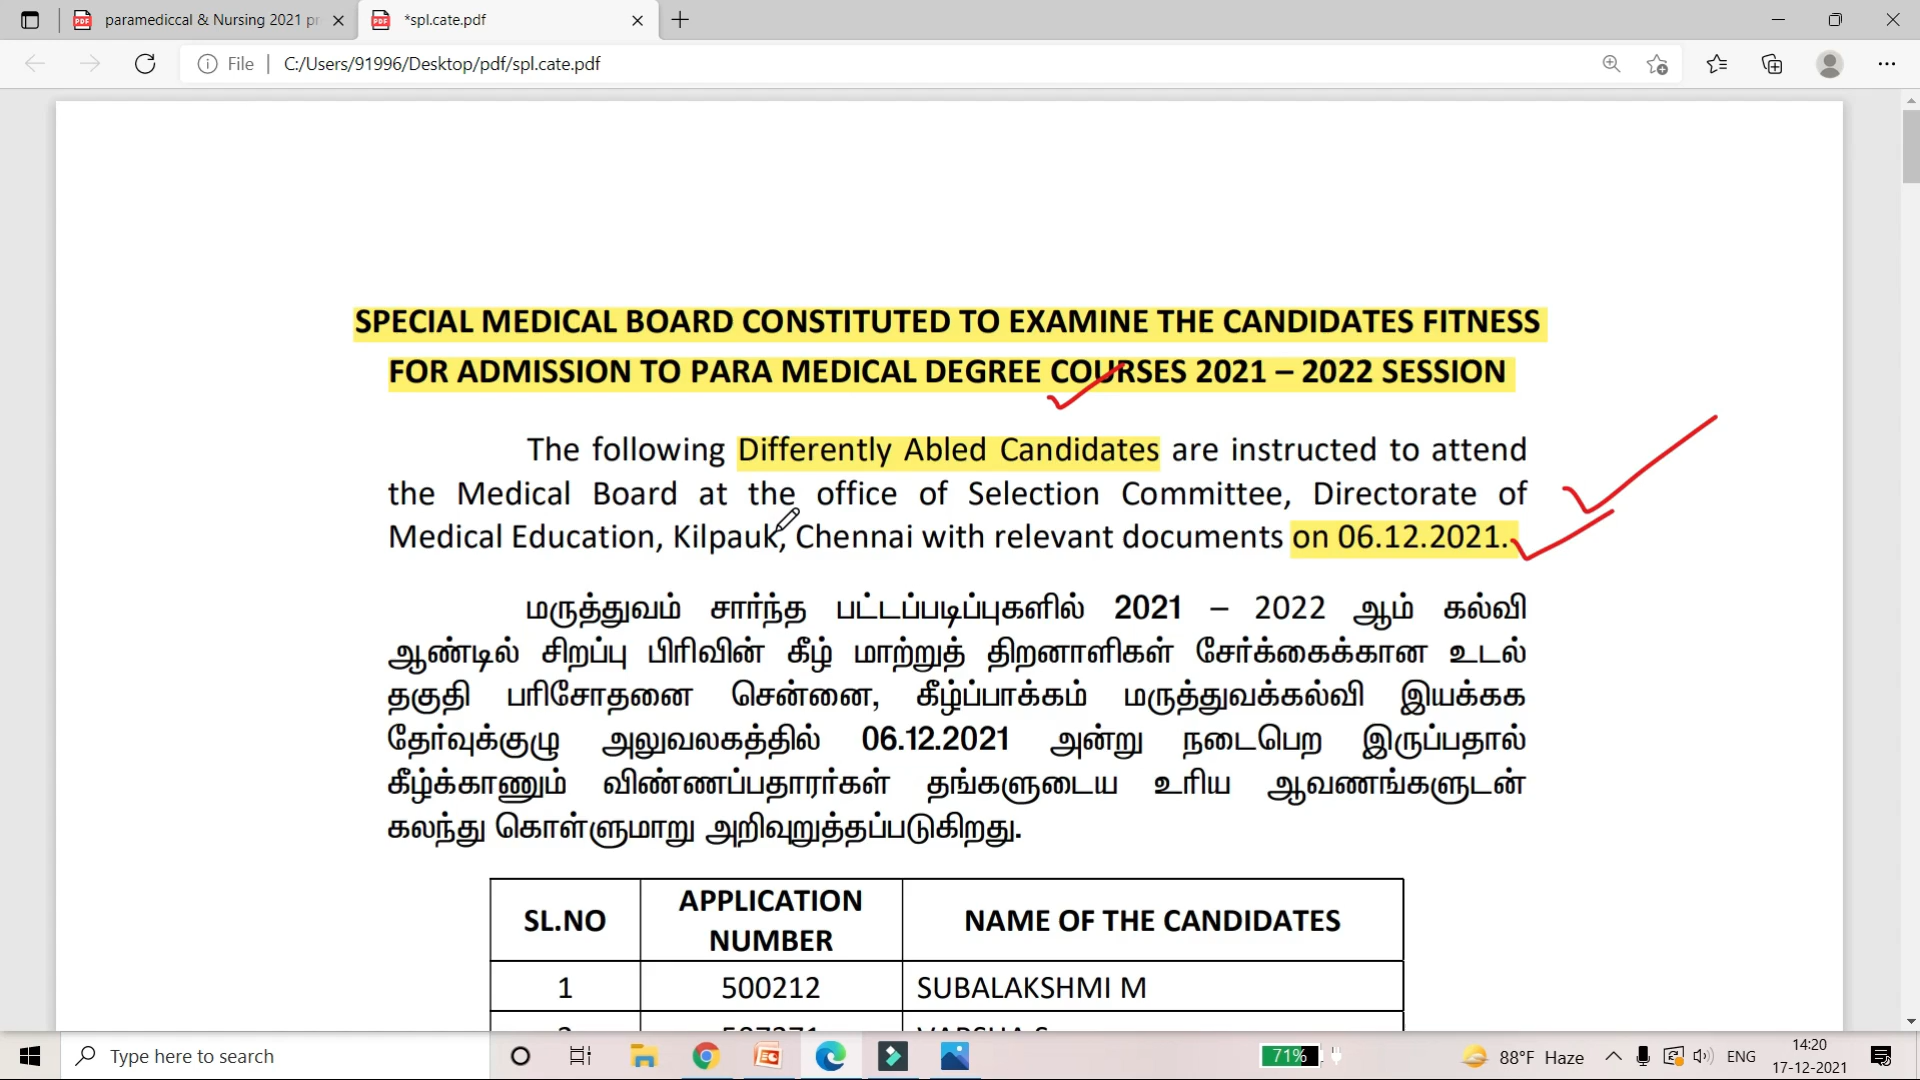 paramediccal & Nursing 2021 pr
*spl.cate.pdf
File
C:/Users/91996/Desktop/pdf/spl.cate.pdf
SPECIAL MEDICAL BOARD CONSTITUTED TO EXAMINE THE CANDIDATES FITNESS
FOR ADMISSION TO PARA MEDICAL DEGREE COURSES 2021 – 2022 SESSION
The following Differently Abled Candidates are instructed to attend
the Medical Board at the office of Selection Committee, Directorate of
Medical Education, Kilpauk, Chennai with relevant documents on 06.12.2021.
மருத்துவம் சார்ந்த பட்டப்படிப்புகளில் 2021 – 2022 ஆம் கல்வி
ஆண்டில் சிறப்பு பிரிவின் கீழ் மாற்றுத் திறனாளிகள் சேர்க்கைக்கான உடல்
தகுதி பரிசோதனை சென்னை, கீழ்ப்பாக்கம் மருத்துவக்கல்வி இயக்கக
தேர்வுக்குழு அலுவலகத்தில் 06.12.2021 அன்று நடைபெற இருப்பதால்
கீழ்க்காணும் விண்ணப்பதாரர்கள் தங்களுடைய உரிய ஆவணங்களுடன்
கலந்து கொள்ளுமாறு அறிவுறுத்தப்படுகிறது.
SL.NO APPLICATION NUMBER NAME OF THE CANDIDATES
1 500212 SUBALAKSHMI M
Type here to search
71%
88°F Haze
ENG
14:20
17-12-2021